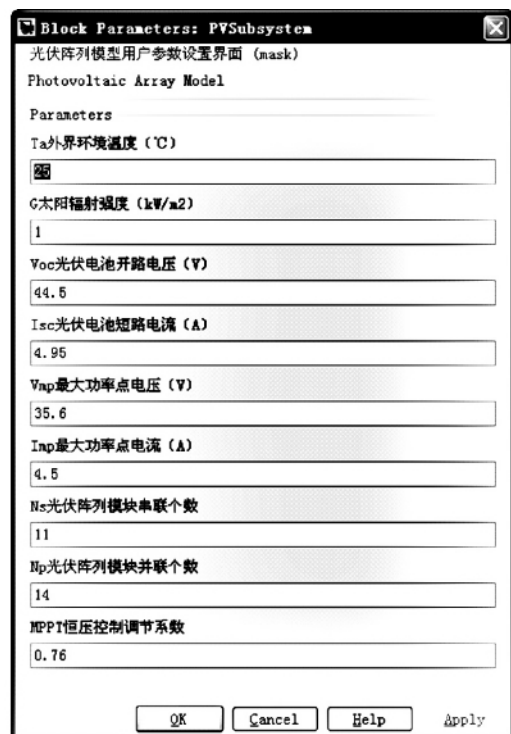 Block Parameters: PVSubsystem
光伏阵列模型用户参数设置界面 (mask)
Photovoltaic Array Model
Parameters
Ta外界环境温度 (℃)
25
G太阳辐射强度 (kW/m2)
1
Voc光伏电池开路电压 (V)
44.5
Isc光伏电池短路电流 (A)
4.95
Vmp最大功率点电压 (V)
35.6
Imp最大功率点电流 (A)
4.5
Ns光伏阵列模块串联个数
11
Np光伏阵列模块并联个数
14
MPPT恒压控制调节系数
0.76
OK Cancel Help Apply